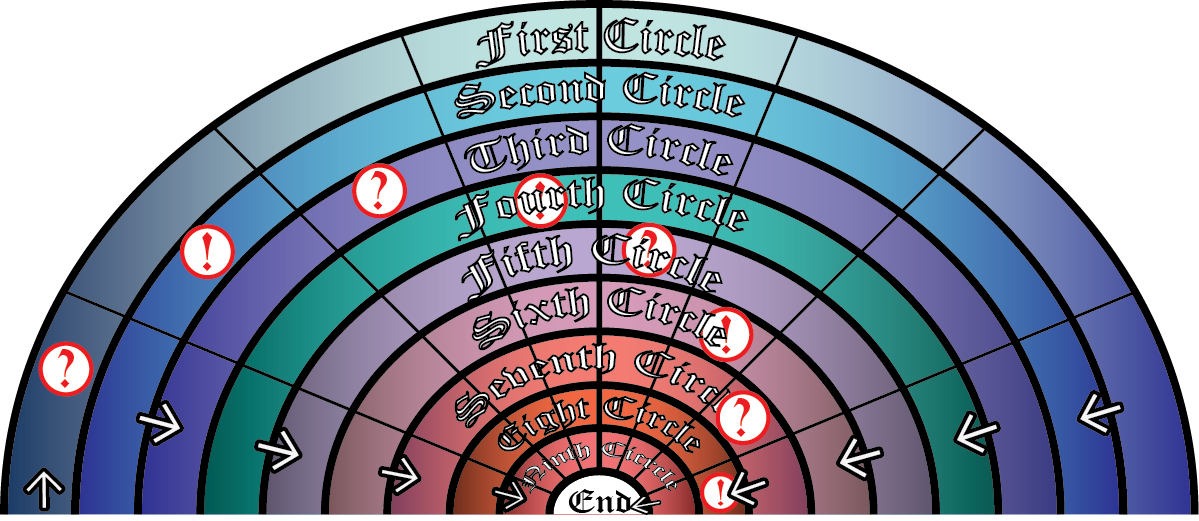 First Circle
Second Circle
Third Circle
?
Fourth Circle
!
!
Fifth Circle
?
Sixth Circle
!
Seventh Circle
?
Eight Circle
?
Ninth Circle
!
End